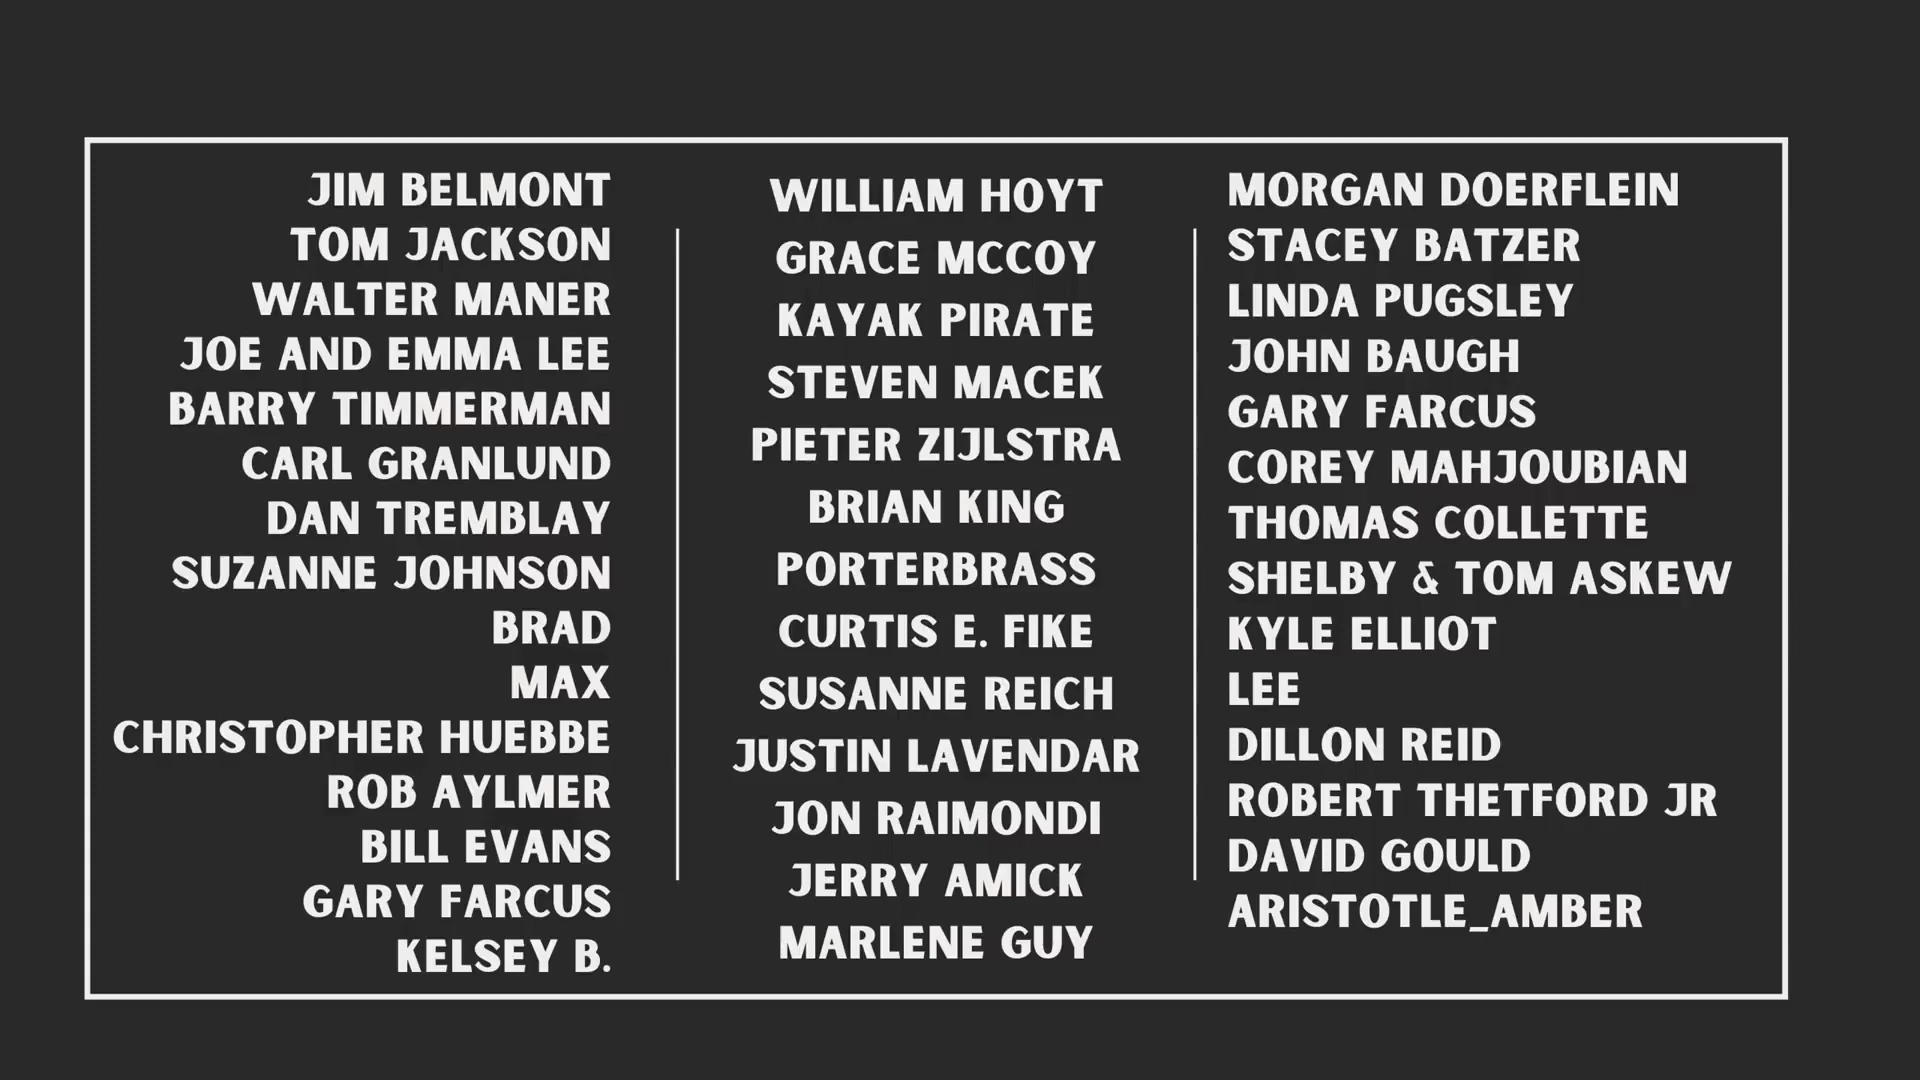 JIM BELMONT
TOM JACKSON
WALTER MANER
JOE AND EMMA LEE
BARRY TIMMERMAN
CARL GRANLUND
DAN TREMBLAY
SUZANNE JOHNSON
BRAD
MAX
CHRISTOPHER HUEBBE
ROB AYLMER
BILL EVANS
GARY FARCUS
KELSEY B.
WILLIAM HOYT
GRACE MCCOY
KAYAK PIRATE
STEVEN MACEK
PIETER ZIJLSTRA
BRIAN KING
PORTERBRASS
CURTIS E. FIKE
SUSANNE REICH
JUSTIN LAVENDAR
JON RAIMONDI
JERRY AMICK
MARLENE GUY
MORGAN DOERFLEIN
STACEY BATZER
LINDA PUGSLEY
JOHN BAUGH
GARY FARCUS
COREY MAHJOUBIAN
THOMAS COLLETTE
SHELBY & TOM ASKEW
KYLE ELLIOT
LEE
DILLON REID
ROBERT THETFORD JR
DAVID GOULD
ARISTOTLE_AMBER